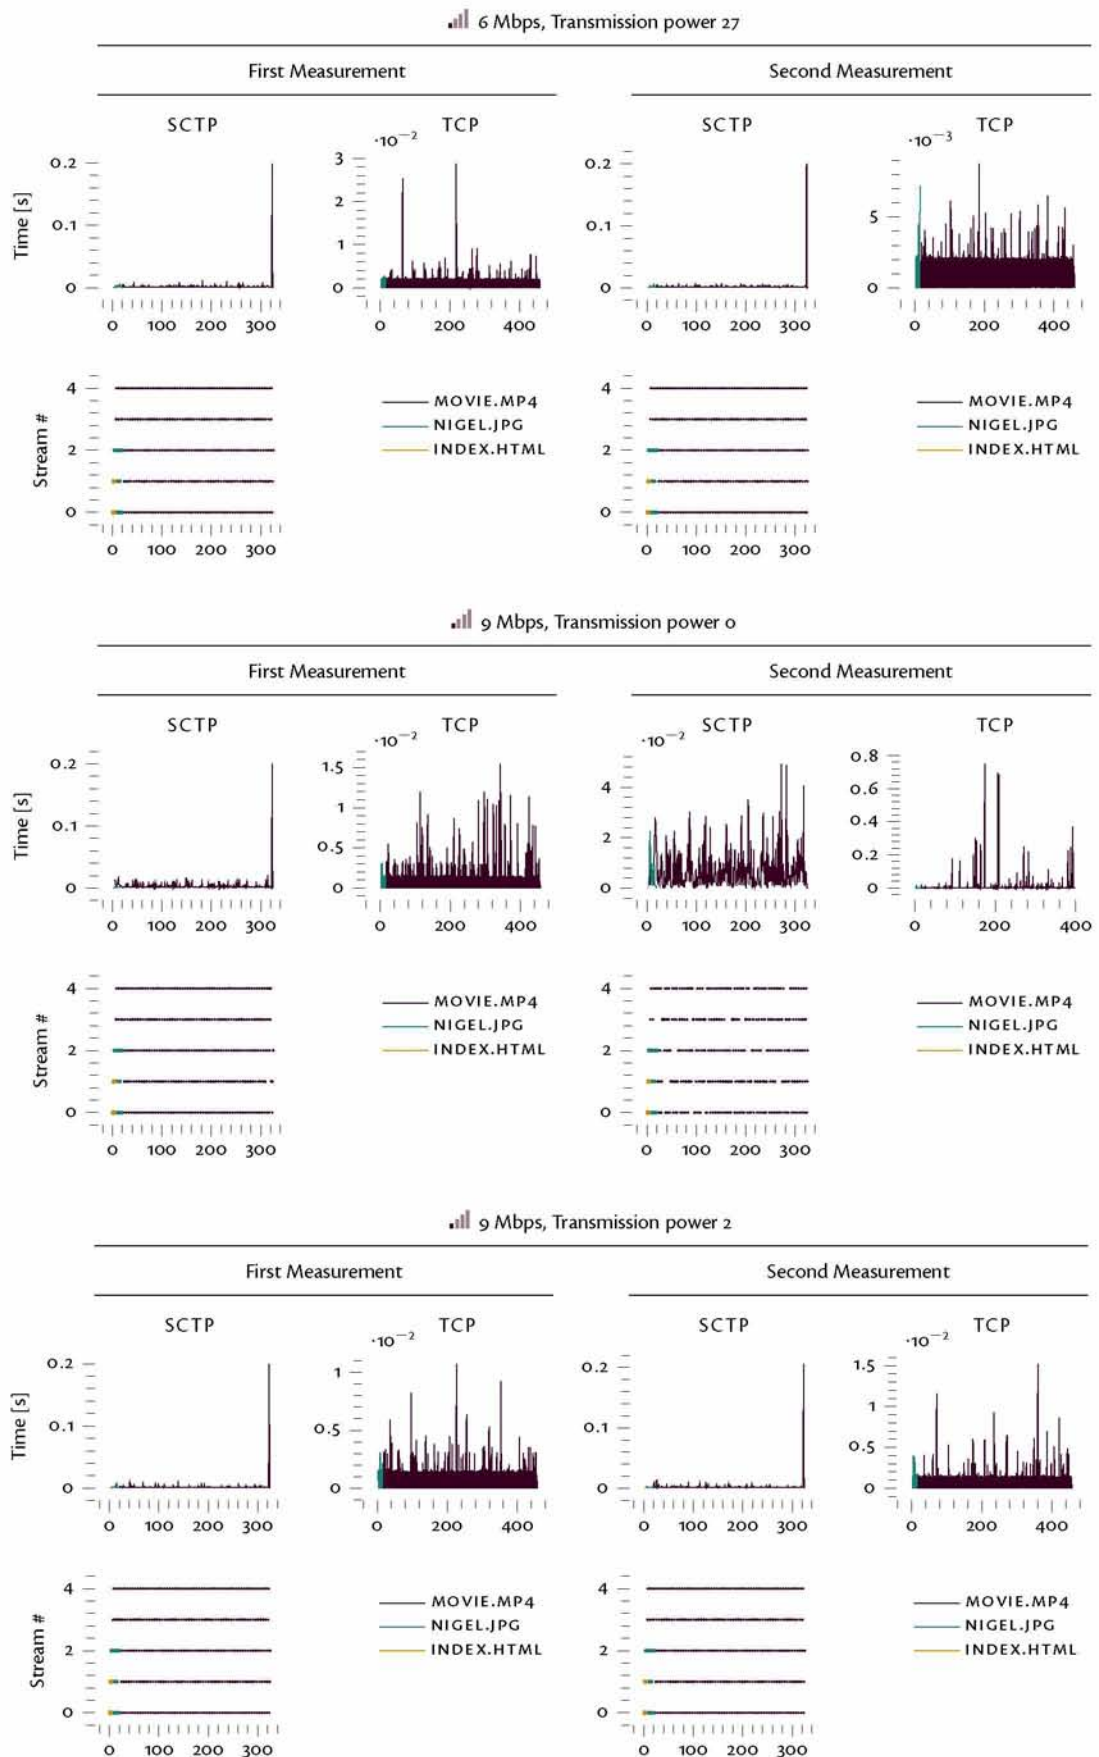 6 Mbps, Transmission power 27
First Measurement
Second Measurement
SCTP
TCP
SCTP
TCP
Time [s]
0.2
0.1
0
0 100 200 300
·10⁻²
3
2
1
0
0 200 400
0.2
0.1
0
0 100 200 300
·10⁻³
5
0
0 200 400
Stream #
4
2
0
0 100 200 300
MOVIE.MP4
NIGEL.JPG
INDEX.HTML
4
2
0
0 100 200 300
MOVIE.MP4
NIGEL.JPG
INDEX.HTML
9 Mbps, Transmission power 0
First Measurement
Second Measurement
SCTP
TCP
SCTP
TCP
Time [s]
0.2
0.1
0
0 100 200 300
·10⁻²
1.5
1
0.5
0
0 200 400
·10⁻²
4
2
0
0 100 200 300
0.8
0.6
0.4
0.2
0
0 200 400
Stream #
4
2
0
0 100 200 300
MOVIE.MP4
NIGEL.JPG
INDEX.HTML
4
2
0
0 100 200 300
MOVIE.MP4
NIGEL.JPG
INDEX.HTML
9 Mbps, Transmission power 2
First Measurement
Second Measurement
SCTP
TCP
SCTP
TCP
Time [s]
0.2
0.1
0
0 100 200 300
·10⁻²
1
0.5
0
0 200 400
0.2
0.1
0
0 100 200 300
·10⁻²
1.5
1
0.5
0
0 200 400
Stream #
4
2
0
0 100 200 300
MOVIE.MP4
NIGEL.JPG
INDEX.HTML
4
2
0
0 100 200 300
MOVIE.MP4
NIGEL.JPG
INDEX.HTML